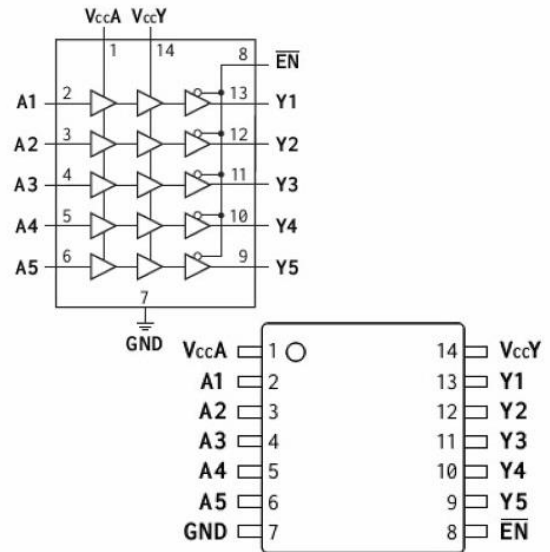 VccA VccY
1 14
8 EN
A1 2 13 Y1
A2 3 12 Y2
A3 4 11 Y3
A4 5 10 Y4
A5 6 9 Y5
7
GND
VccA 1 14 VccY
A1 2 13 Y1
A2 3 12 Y2
A3 4 11 Y3
A4 5 10 Y4
A5 6 9 Y5
GND 7 8 EN